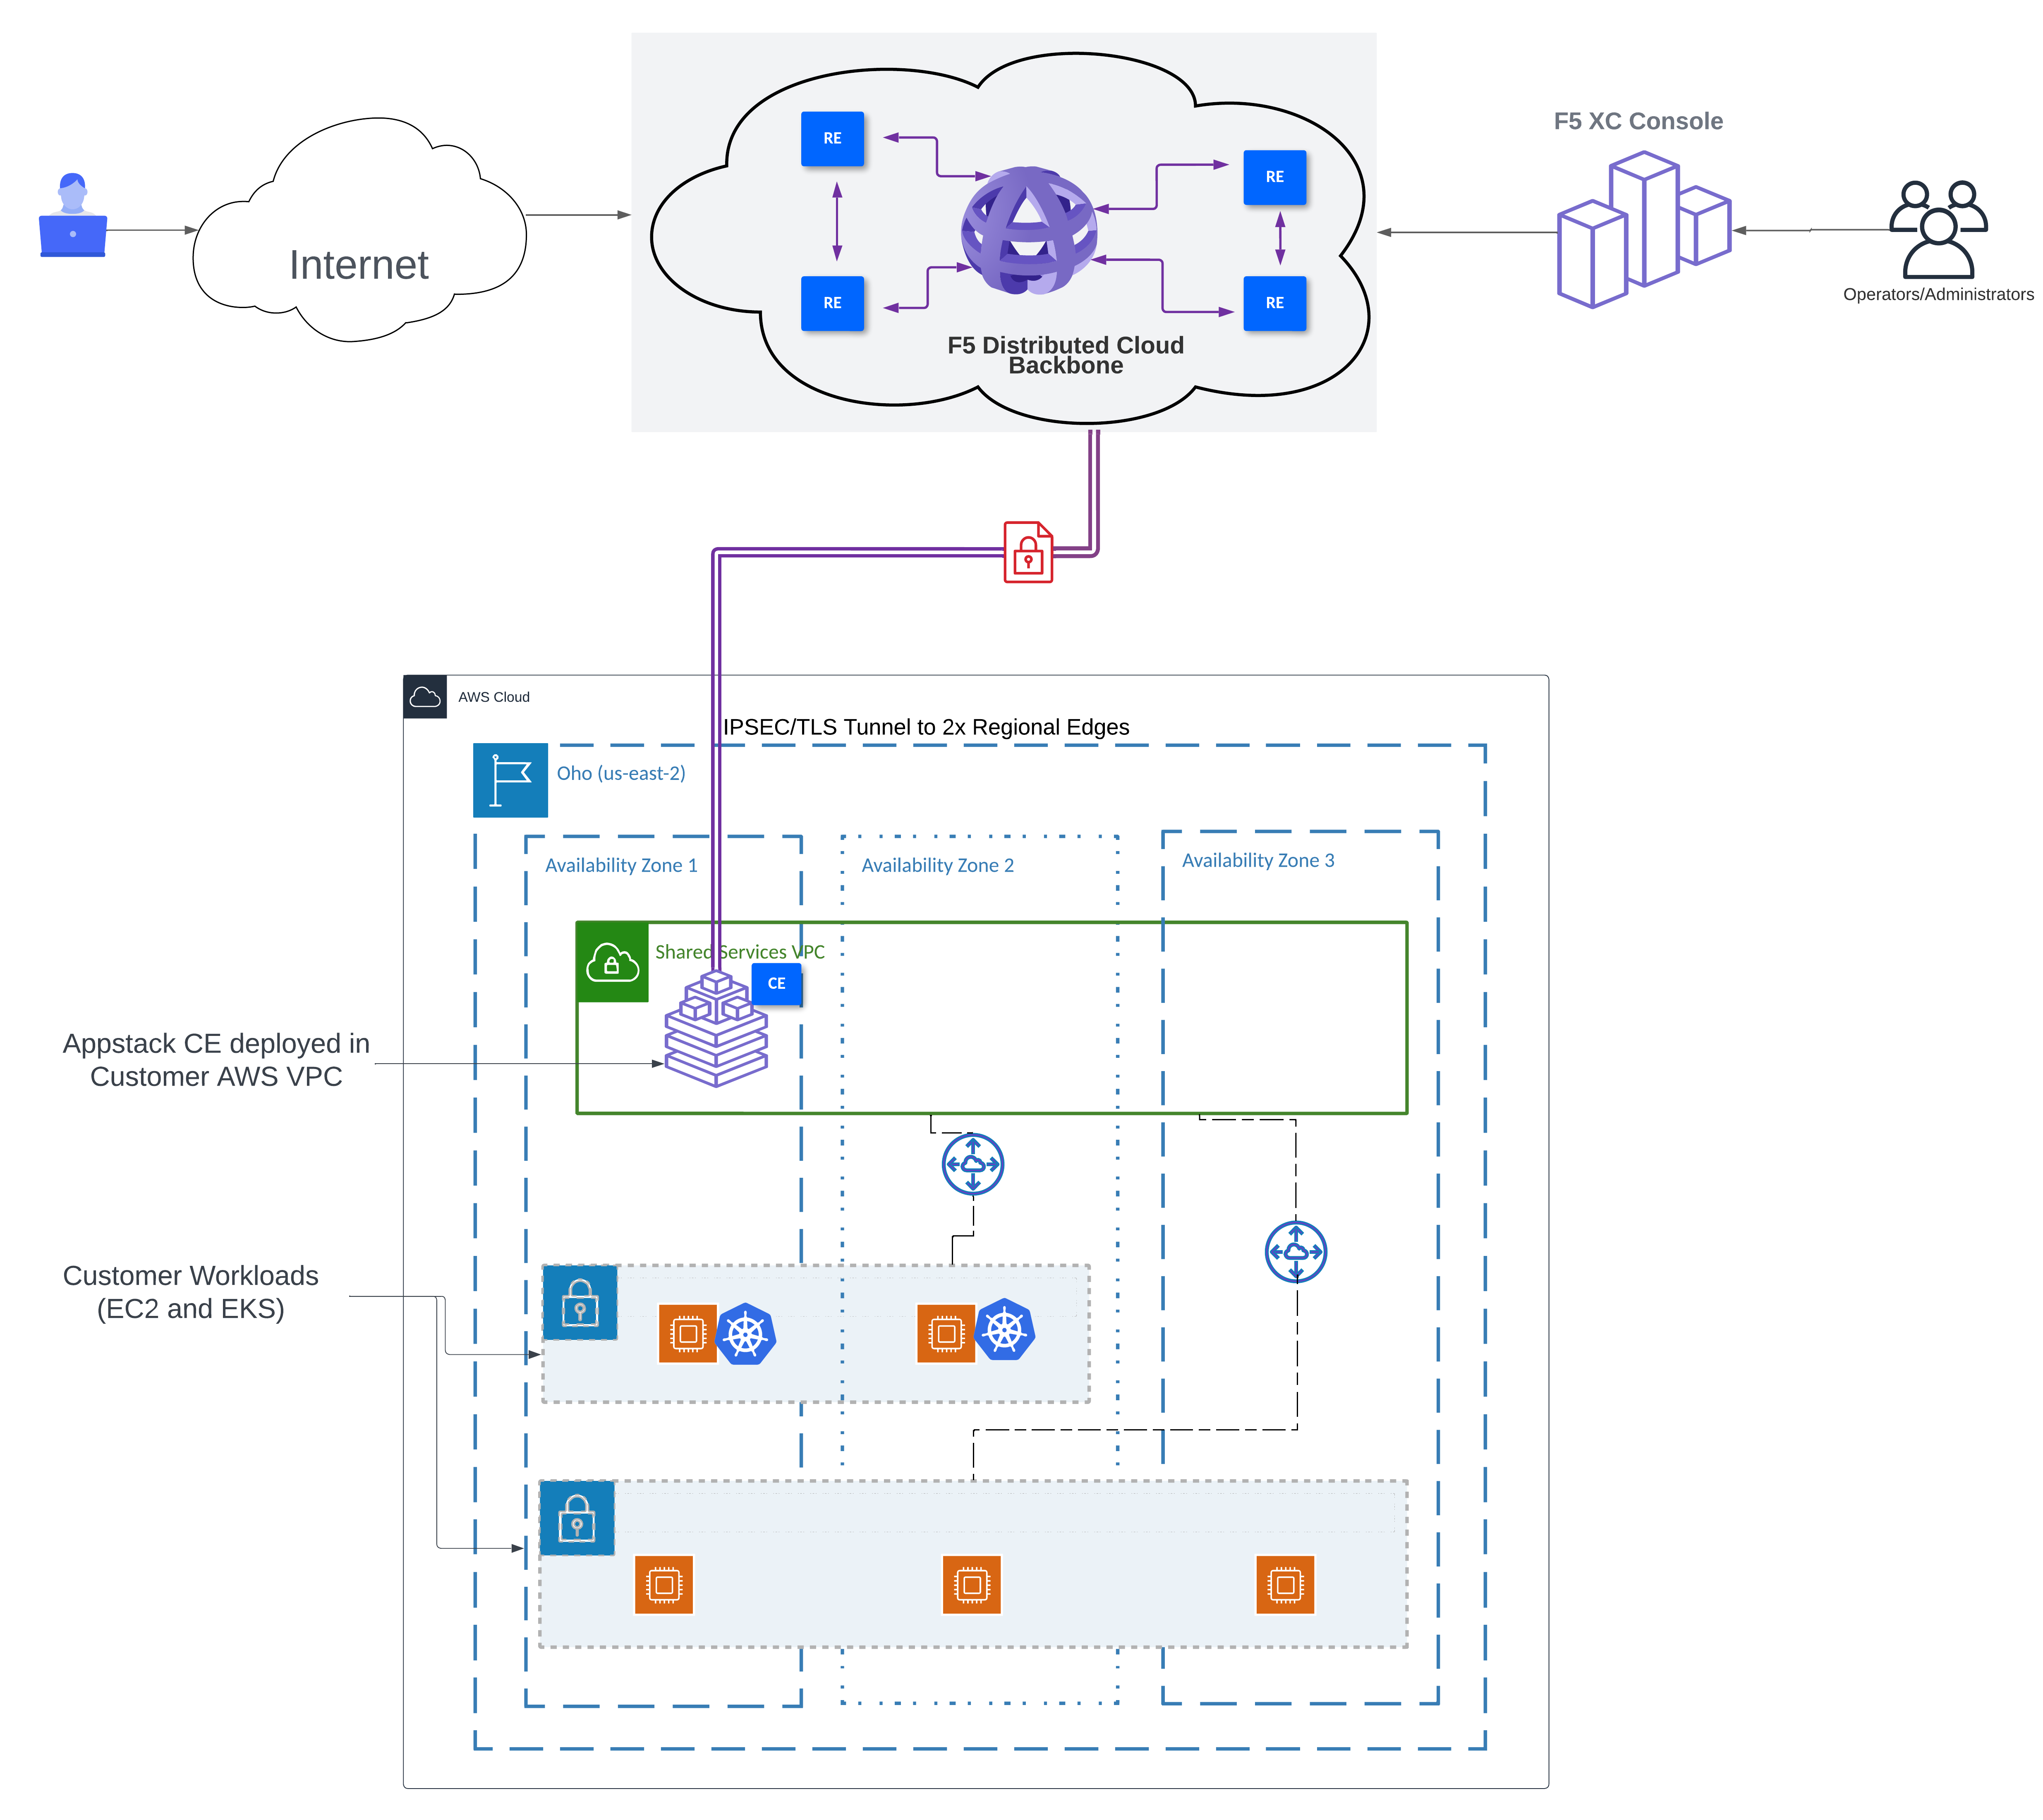 F5 XC Console
RE
RE
Internet
Operators/Administrators
RE
RE
F5 Distributed Cloud
Backbone
AWS Cloud
IPSEC/TLS Tunnel to 2x Regional Edges
Oho (us-east-2)
Availability Zone 1
Availability Zone 2
Availability Zone 3
Shared Services VPC
CE
Appstack CE deployed in
Customer AWS VPC
Customer Workloads
(EC2 and EKS)